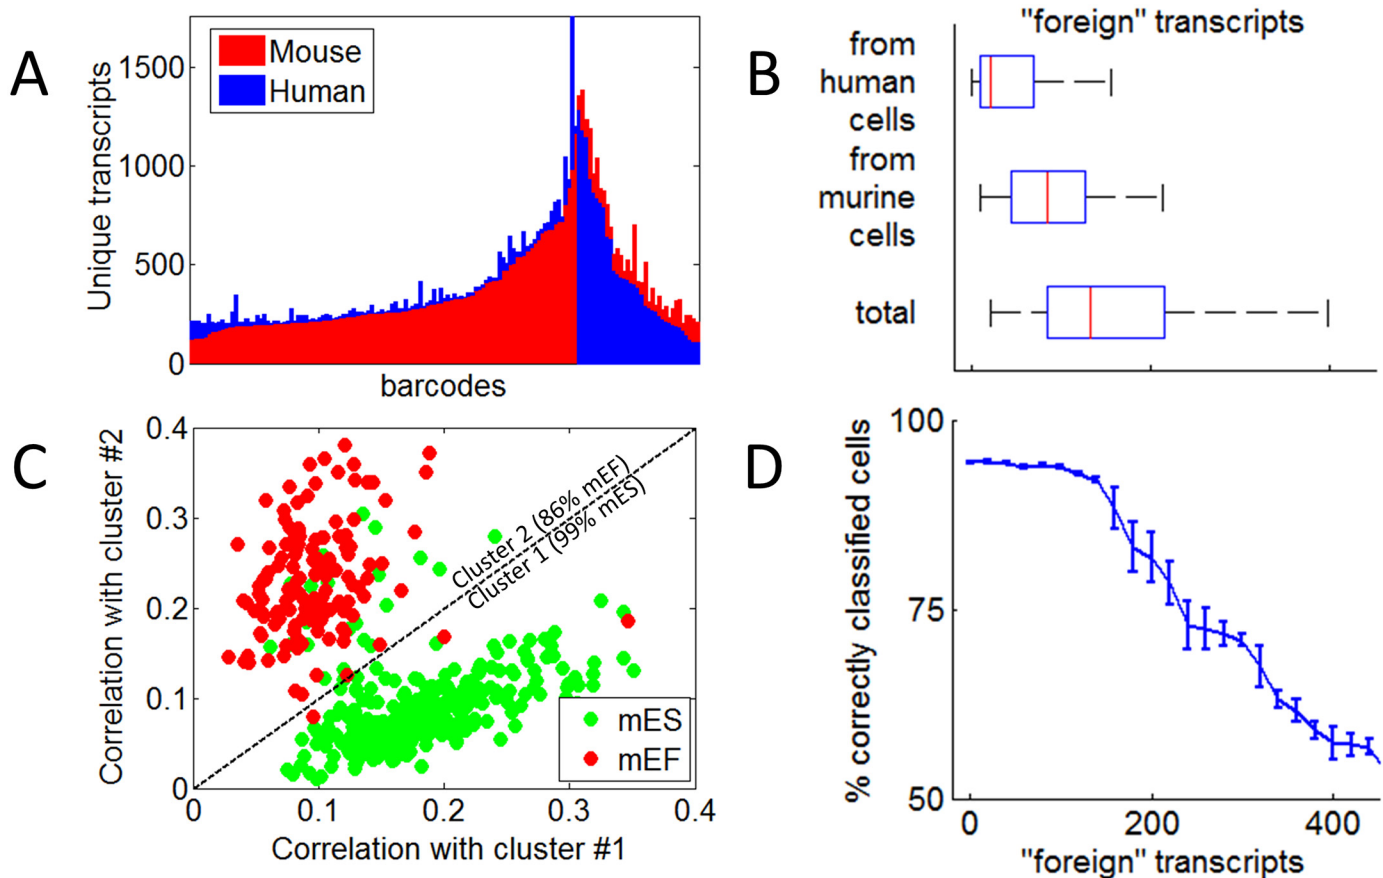 A
Unique transcripts
1500
1000
500
0
Mouse
Human
barcodes
B
"foreign" transcripts
from
human
cells
from
murine
cells
total
C
Correlation with cluster #2
0.4
0.3
0.2
0.1
0
Cluster 2 (86% mEF)
Cluster 1 (99% mES)
mES
mEF
0
0.1
0.2
0.3
0.4
Correlation with cluster #1
D
% correctly classified cells
100
75
50
0
200
400
"foreign" transcripts